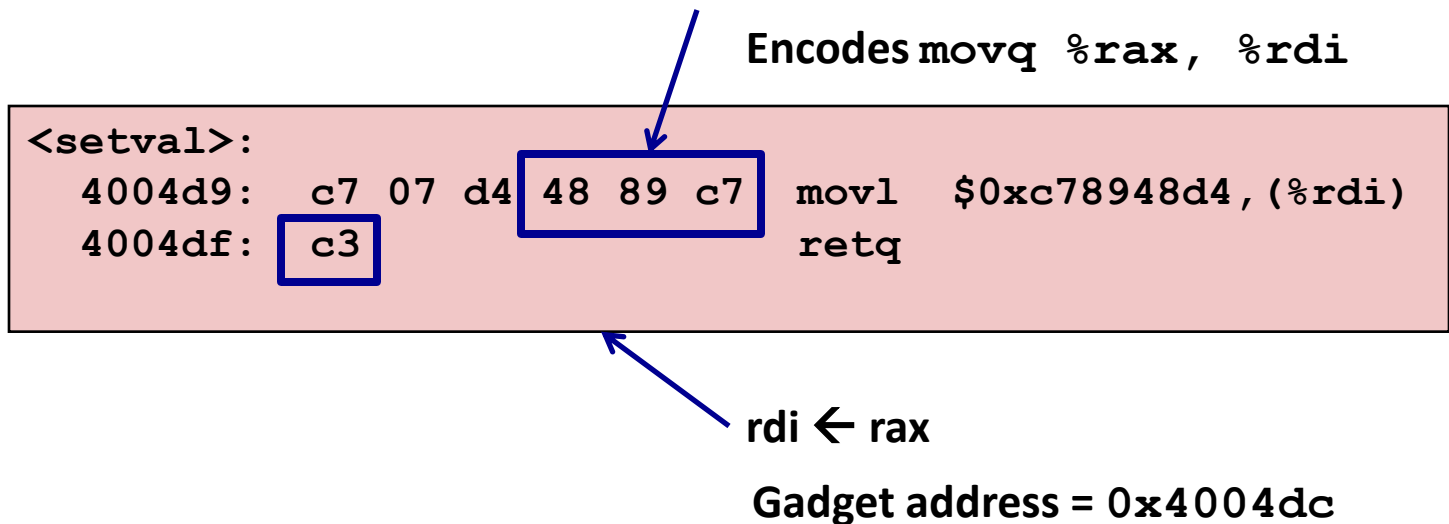 Encodes movq %rax, %rdi
<setval>:
4004d9: c7 07 d4 48 89 c7 movl $0xc78948d4,(%rdi)
4004df: c3 retq
rdi ← rax
Gadget address = 0x4004dc